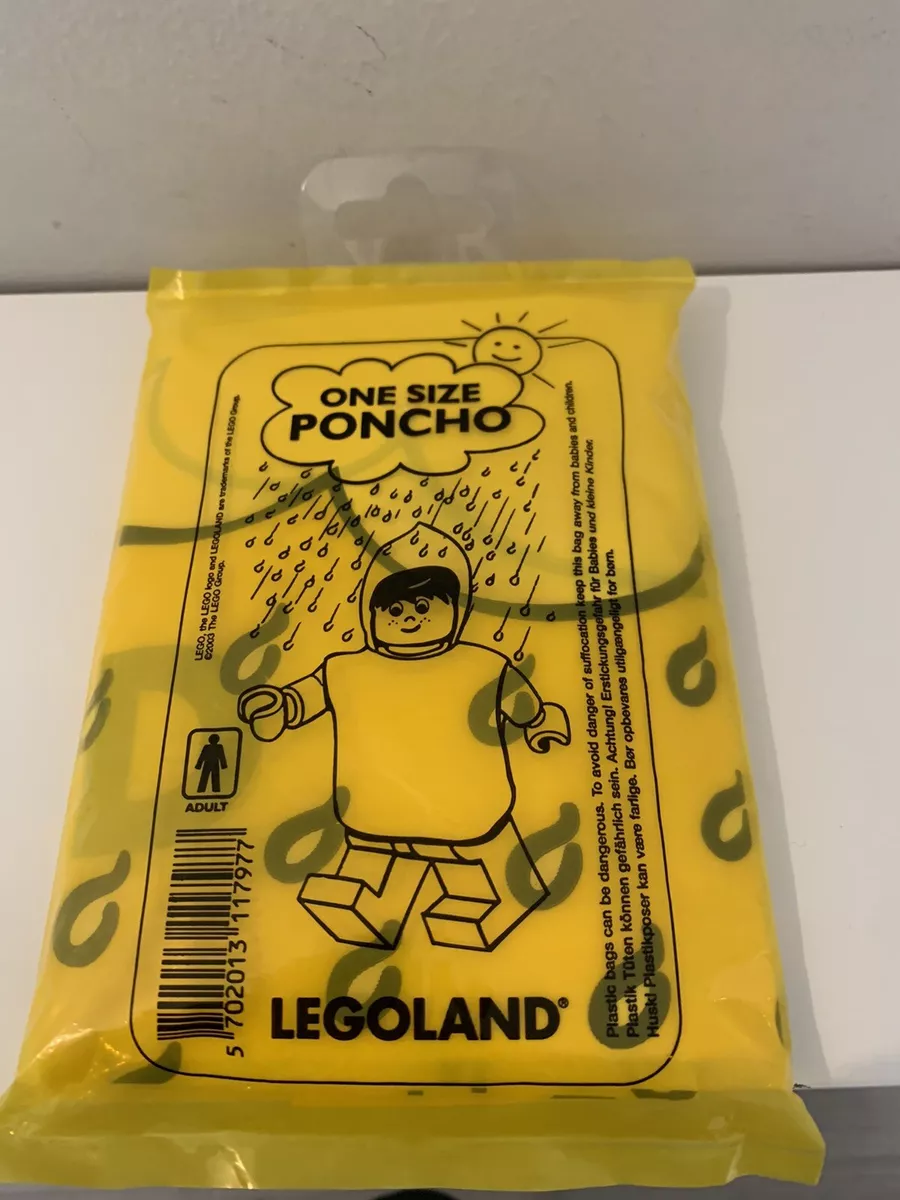 ONE SIZE
PONCHO
LEGO, the LEGO logo and LEGOLAND are trademarks of the LEGO Group.
©2003 The LEGO Group.
ADULT
5 702013 117977
LEGOLAND®
Plastic bags can be dangerous. To avoid danger of suffocation keep this bag away from babies and children.
Plastik Tüten können gefährlich sein. Achtung! Erstickungsgefahr für Babies und kleine Kinder.
Husk! Plastikposer kan være farlige. Bør opbevares utilgængeligt for børn.